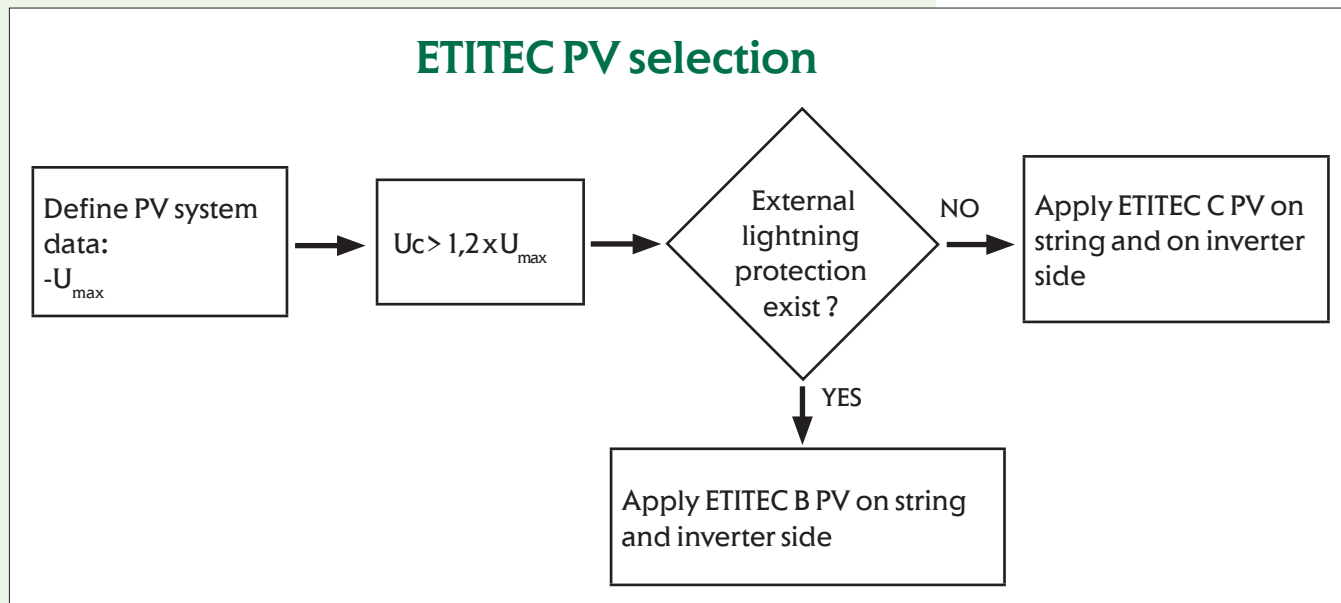 ETITEC PV selection
Define PV system
data:
-Umax
Uc > 1,2 x Umax
External
lightning
protection
exist ?
NO
Apply ETITEC C PV on
string and on inverter
side
YES
Apply ETITEC B PV on string
and inverter side